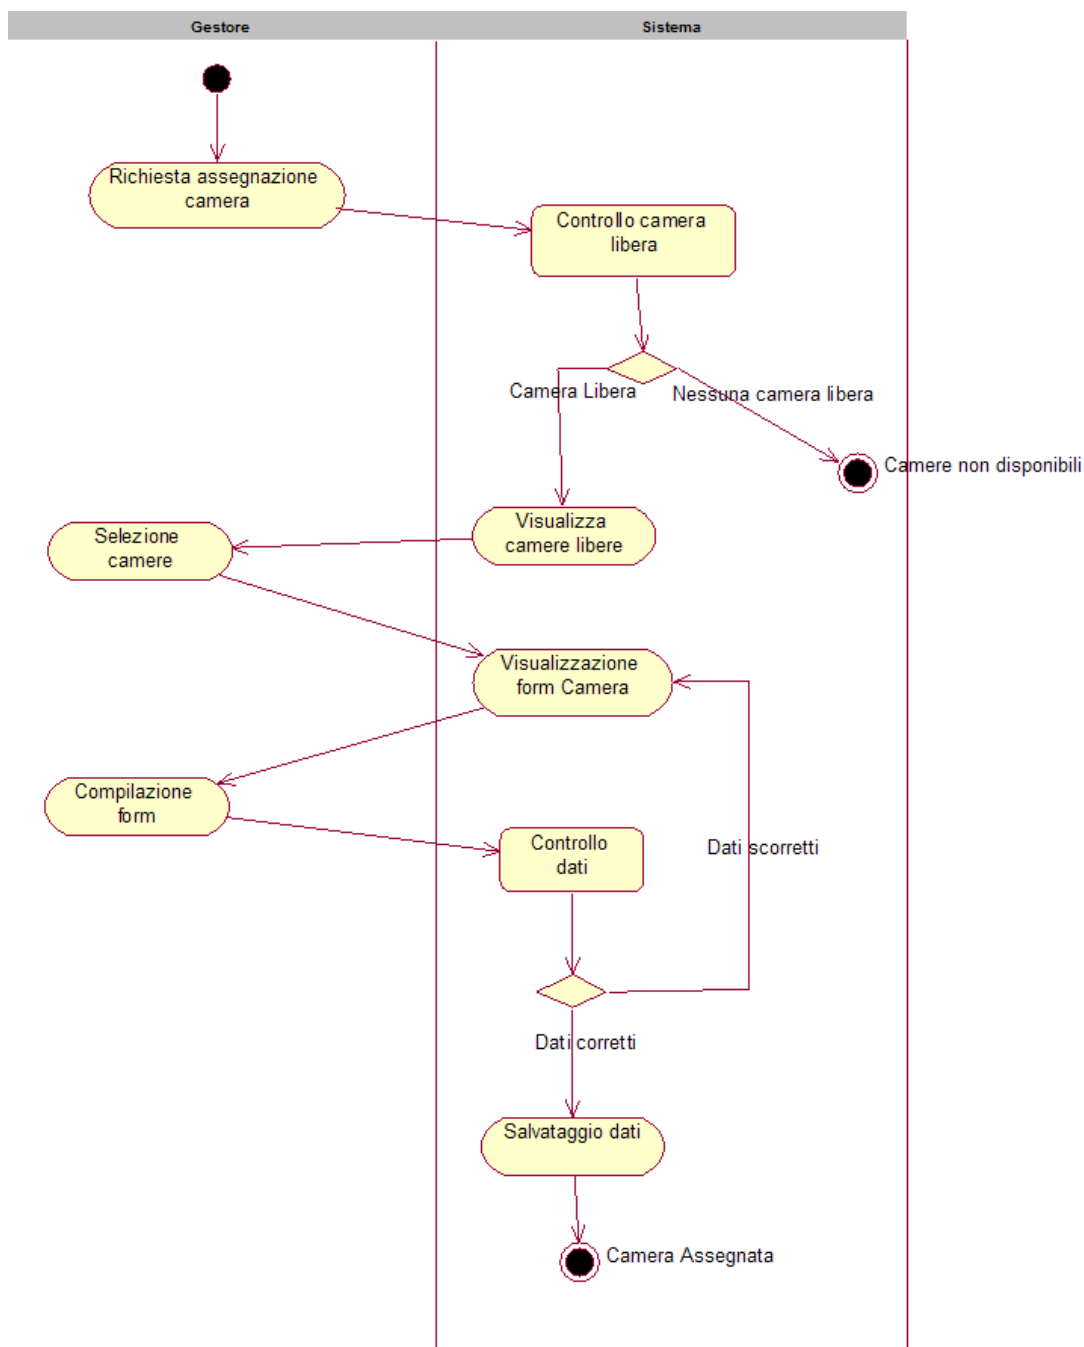 Gestore
Sistema
Richiesta assegnazione
camera
Controllo camera
libera
Camera Libera
Nessuna camera libera
Camere non disponibili
Visualizza
camere libere
Selezione
camere
Visualizzazione
form Camera
Compilazione
form
Controllo
dati
Dati scorretti
Dati corretti
Salvataggio dati
Camera Assegnata